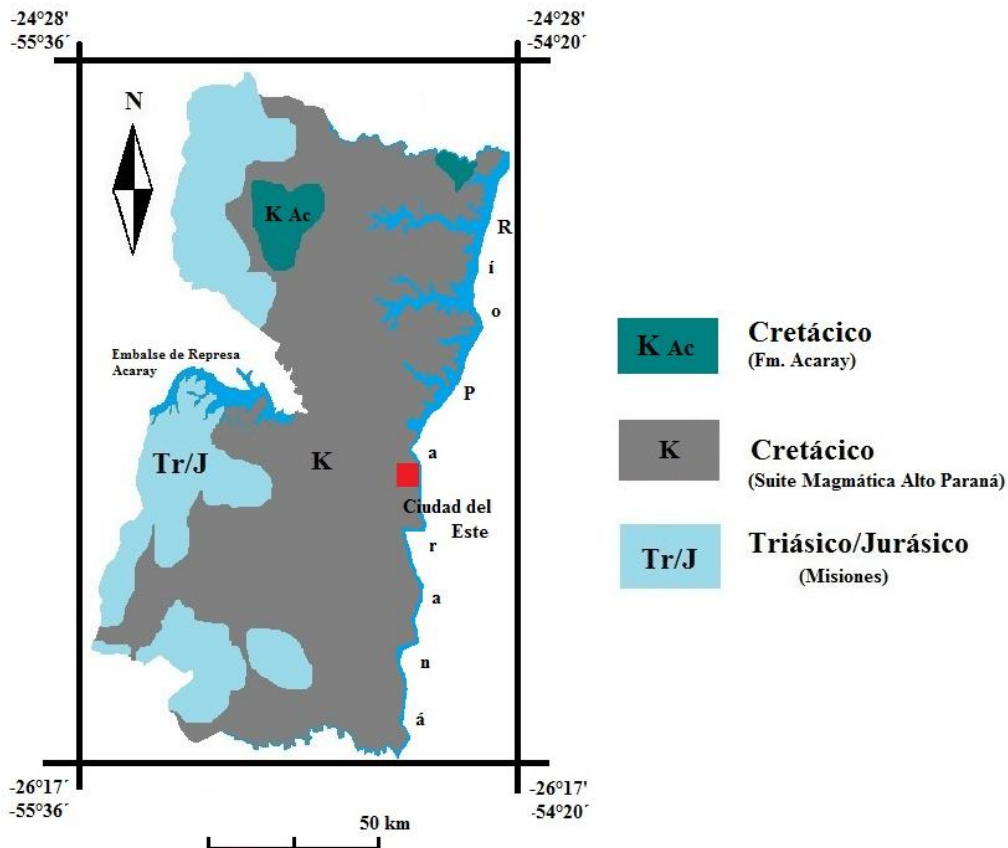 -24°28'
-55°36´
-24°28'
-54°20´
N
K Ac
R
í
o
P
a
r
a
n
á
Embalse de Represa
Acaray
Tr/J
K
Ciudad del
Este
K Ac
Cretácico
(Fm. Acaray)
K
Cretácico
(Suite Magmática Alto Paraná)
Tr/J
Triásico/Jurásico
(Misiones)
-26°17'
-55°36´
-26°17'
-54°20´
50 km